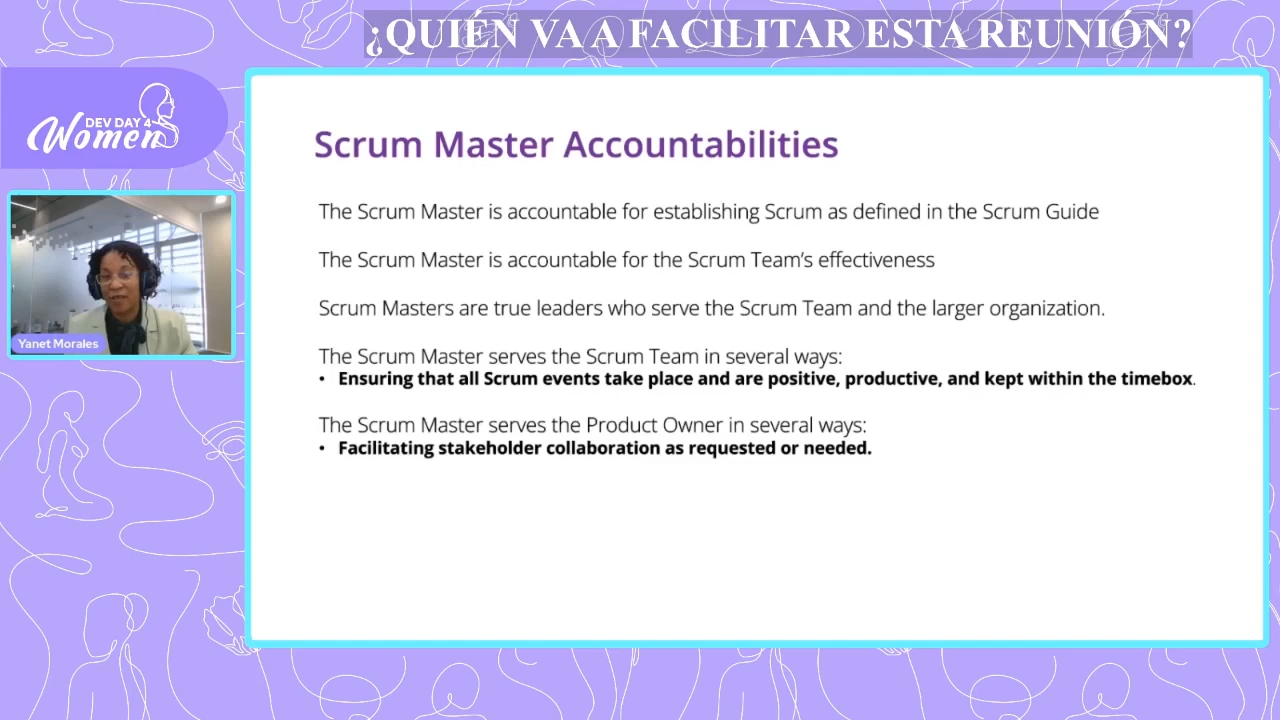 ¿QUIÉN VA A FACILITAR ESTA REUNIÓN?
DEV DAY 4
Women
Yanet Morales
Scrum Master Accountabilities
The Scrum Master is accountable for establishing Scrum as defined in the Scrum Guide
The Scrum Master is accountable for the Scrum Team’s effectiveness
Scrum Masters are true leaders who serve the Scrum Team and the larger organization.
The Scrum Master serves the Scrum Team in several ways:
• Ensuring that all Scrum events take place and are positive, productive, and kept within the timebox.
The Scrum Master serves the Product Owner in several ways:
• Facilitating stakeholder collaboration as requested or needed.